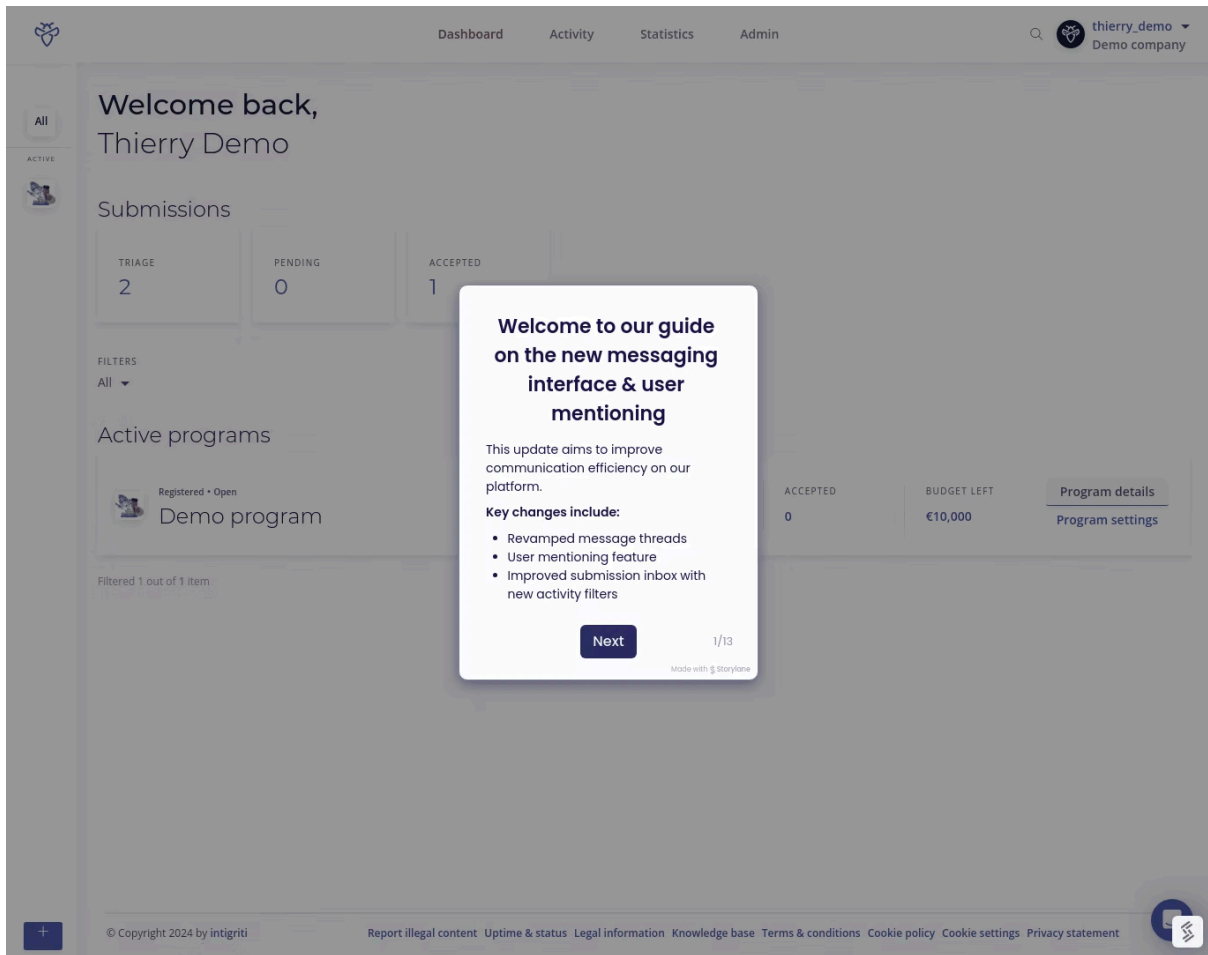 Dashboard
Activity
Statistics
Admin
thierry_demo
Demo company
All
ACTIVE
Welcome back,
Thierry Demo
Submissions
TRIAGE
2
PENDING
0
ACCEPTED
1
FILTERS
All
Active programs
Registered • Open
Demo program
ACCEPTED
0
BUDGET LEFT
€10,000
Program details
Program settings
Filtered 1 out of 1 item
Welcome to our guide
on the new messaging
interface & user
mentioning
This update aims to improve
communication efficiency on our
platform.
Key changes include:
• Revamped message threads
• User mentioning feature
• Improved submission inbox with
new activity filters
Next
1/13
Made with Storylane
+
© Copyright 2024 by intigriti
Report illegal content Uptime & status Legal information Knowledge base Terms & conditions Cookie policy Cookie settings Privacy statement